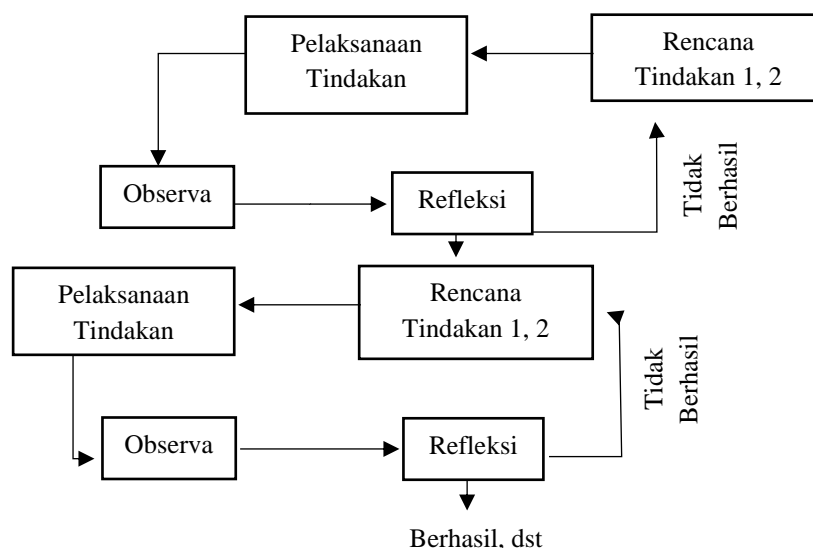 Pelaksanaan
Tindakan
Rencana
Tindakan 1, 2
Observa
Refleksi
Tidak
Berhasil
Pelaksanaan
Tindakan
Rencana
Tindakan 1, 2
Tidak
Berhasil
Observa
Refleksi
Berhasil, dst